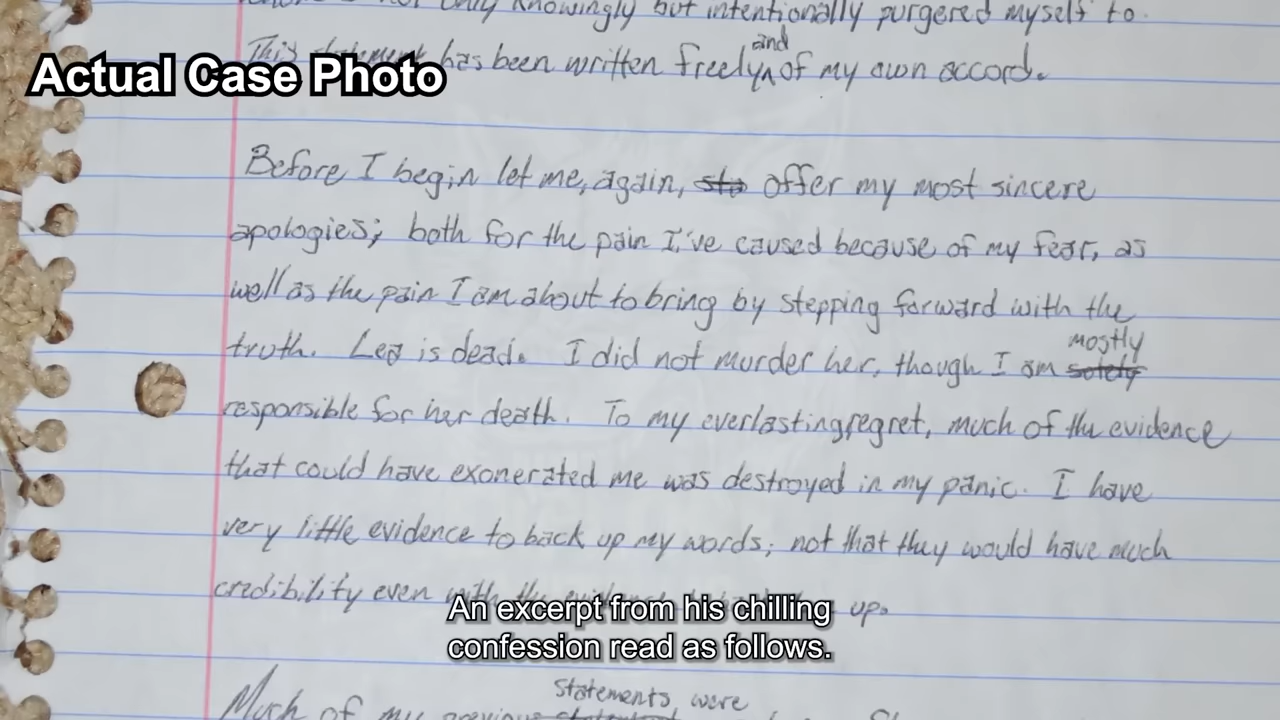 not only knowingly but intentionally purgered myself to.
Actual Case Photo
This statement has been written freely and of my own accord.
Before I begin let me, again, sto offer my most sincere
apologies; both for the pain I've caused because of my fear, as
well as the pain I am about to bring by stepping forward with the
truth. Lea is dead. I did not murder her, though I am solely mostly
responsible for her death. To my everlasting regret, much of the evidence
that could have exonerated me was destroyed in my panic. I have
very little evidence to back up my words; not that they would have much
credibility even with the up.
An excerpt from his chilling
confession read as follows.
Much of my previous statements were